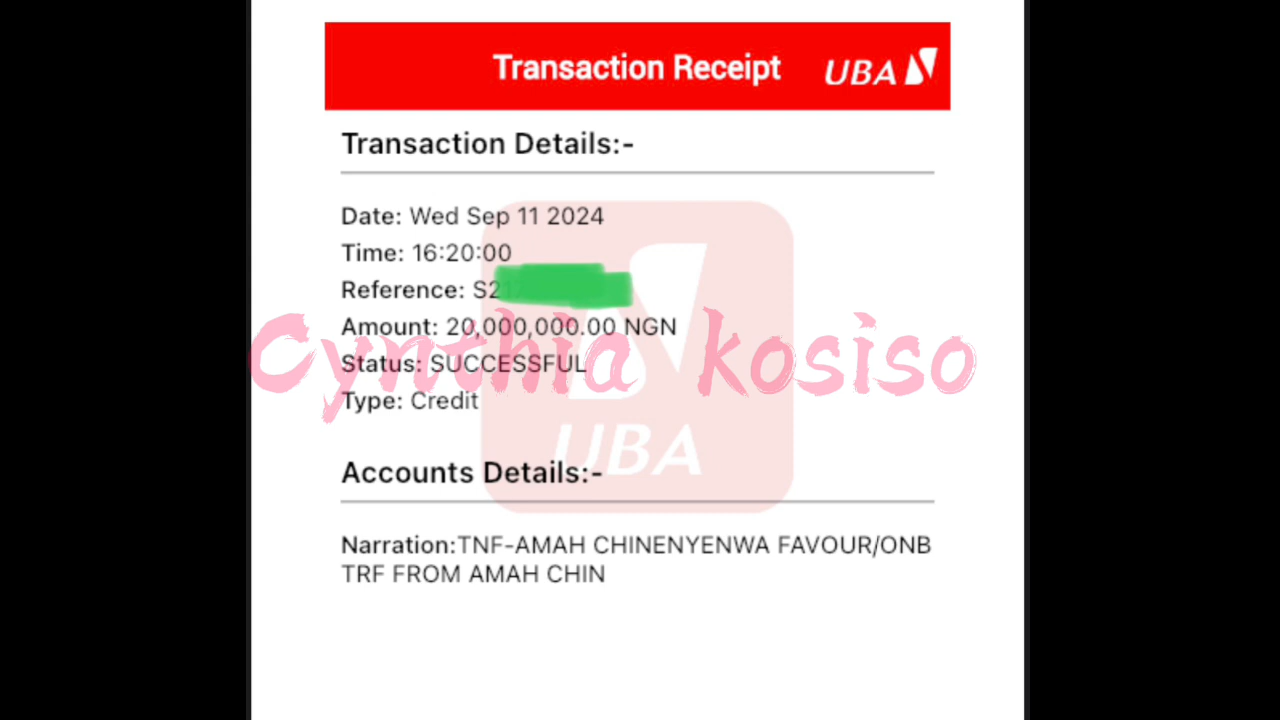 Transaction Receipt
UBA
Transaction Details:-
Date: Wed Sep 11 2024
Time: 16:20:00
Reference: S21
Amount: 20,000,000.00 NGN
Cynthia kosiso
Status: SUCCESSFUL
Type: Credit
UBA
Accounts Details:-
Narration:TNF-AMAH CHINENYENWA FAVOUR/ONB
TRF FROM AMAH CHIN